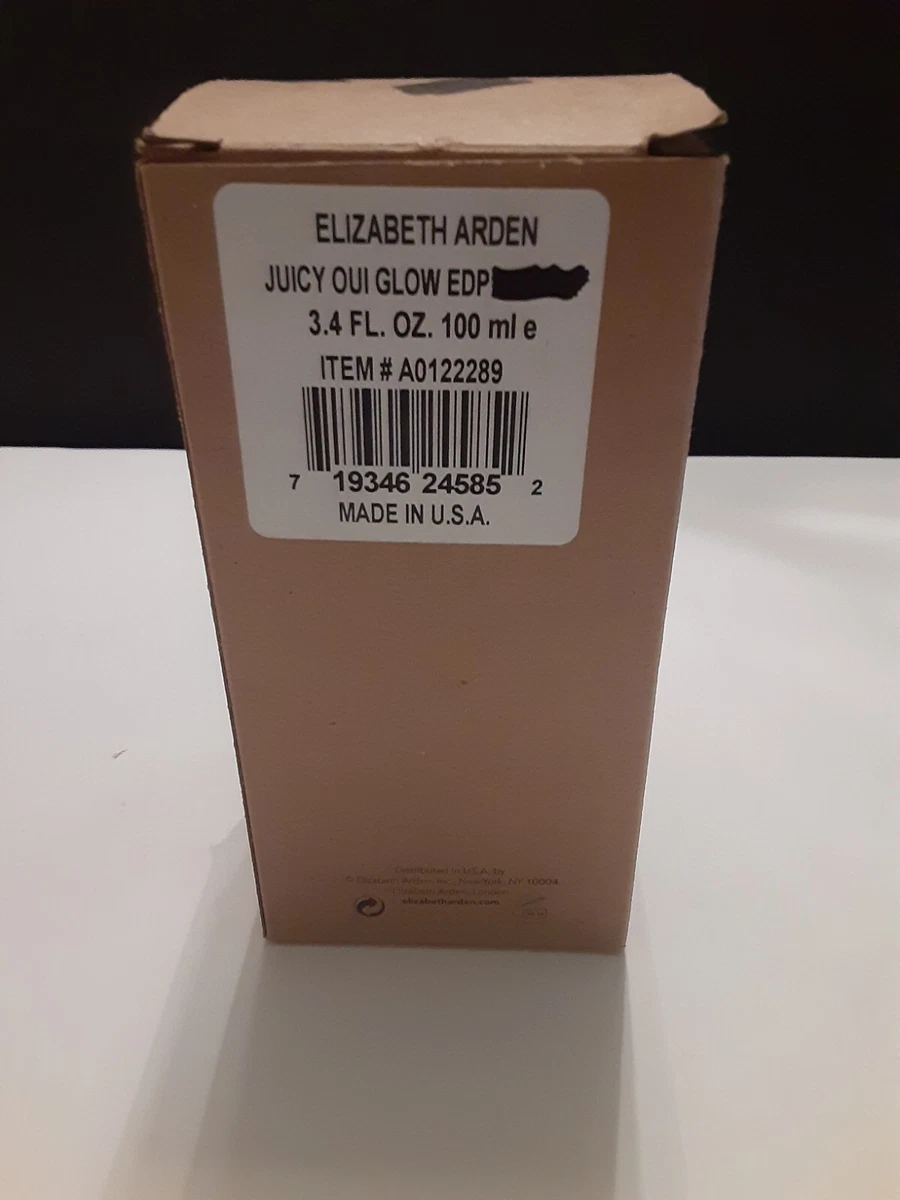 ELIZABETH ARDEN
JUICY OUI GLOW EDP
3.4 FL. OZ. 100 ml e
ITEM # A0122289
7 19346 24585 2
MADE IN U.S.A.
Distributed in U.S.A. by
© Elizabeth Arden Inc., New York, NY
Elizabeth Arden, London
elizabetharden.com